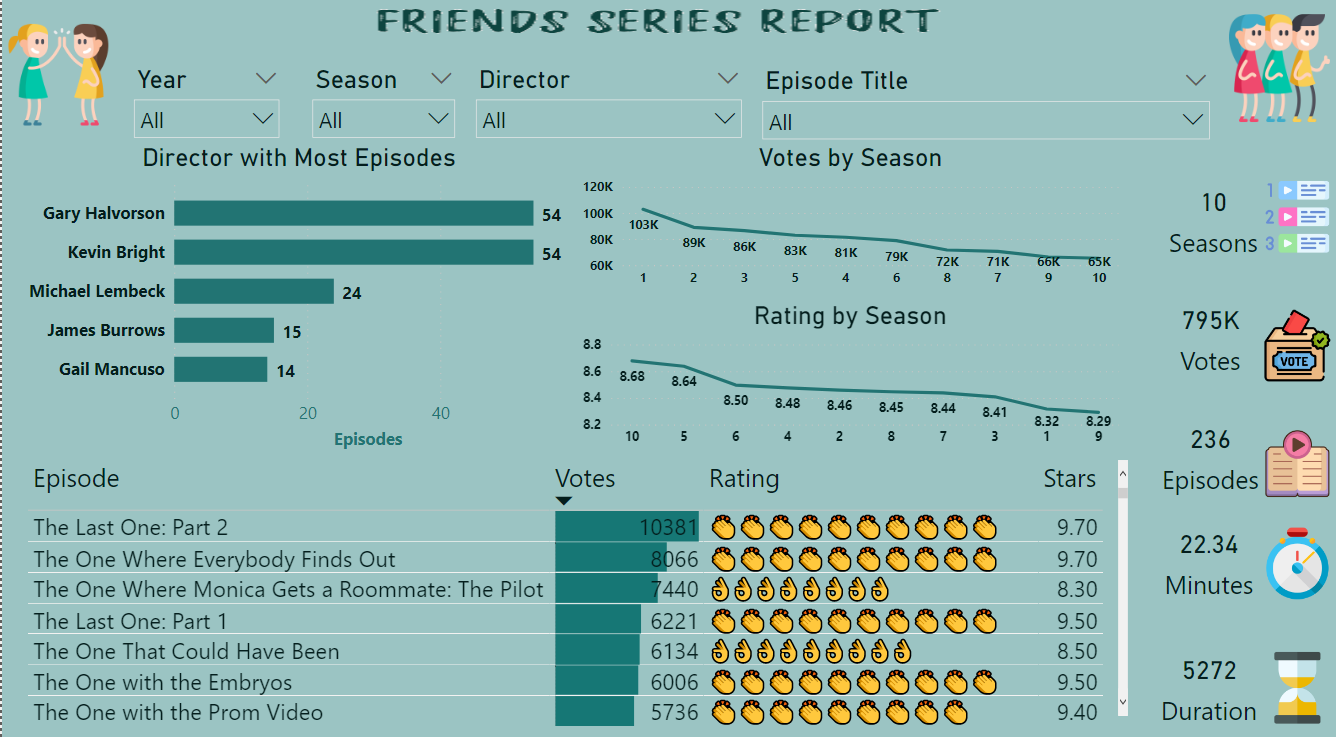 FRIENDS SERIES REPORT
Year
Season
Director
Episode Title
All
All
All
All
Director with Most Episodes
Gary Halvorson 54
Kevin Bright 54
Michael Lembeck 24
James Burrows 15
Gail Mancuso 14
0 20 40
Episodes
Votes by Season
120K
100K
80K
60K
103K 89K 86K 83K 81K 79K 72K 71K 66K 65K
1 2 3 5 4 6 8 7 9 10
Rating by Season
8.8
8.6
8.4
8.2
8.68 8.64 8.50 8.48 8.46 8.45 8.44 8.41 8.32 8.29
10 5 6 4 2 8 7 3 1 9
10
Seasons
1
2
3
795K
Votes
VOTE
236
Episodes
22.34
Minutes
5272
Duration
Episode Votes Rating Stars
The Last One: Part 2 10381 9.70
The One Where Everybody Finds Out 8066 9.70
The One Where Monica Gets a Roommate: The Pilot 7440 8.30
The Last One: Part 1 6221 9.50
The One That Could Have Been 6134 8.50
The One with the Embryos 6006 9.50
The One with the Prom Video 5736 9.40